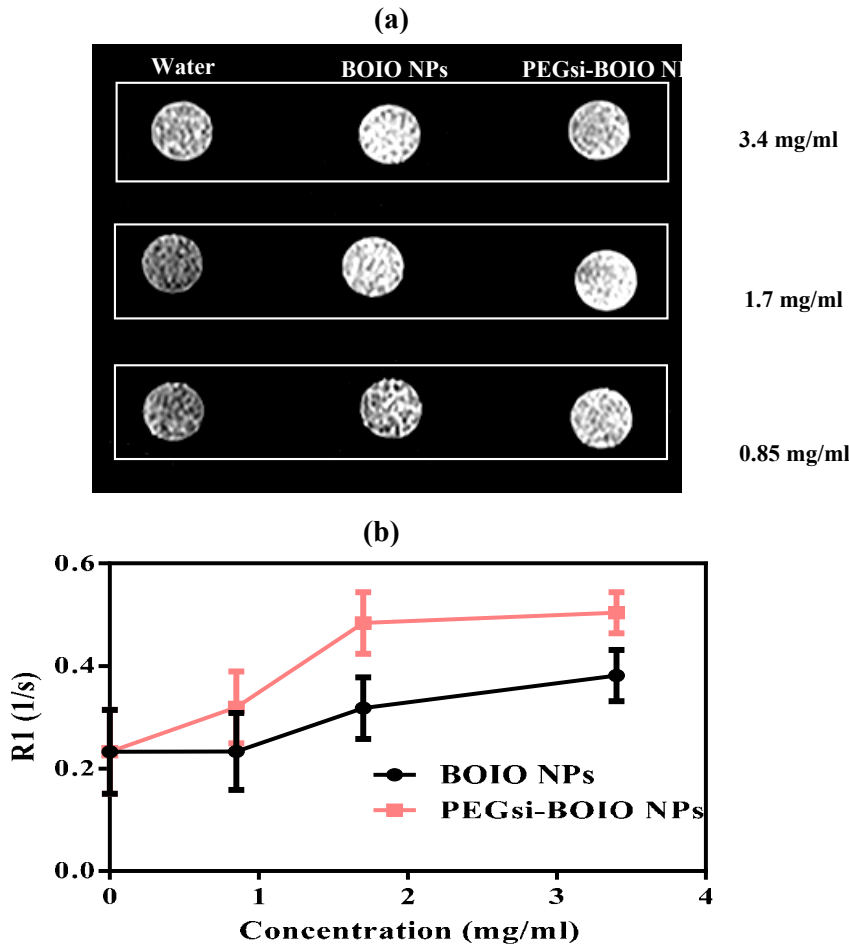 (a)
Water BOIO NPs PEGsi-BOIO NP
3.4 mg/ml
1.7 mg/ml
0.85 mg/ml
(b)
0.6
0.4
0.2
0.0
R1 (1/s)
BOIO NPs
PEGsi-BOIO NPs
0 1 2 3 4
Concentration (mg/ml)